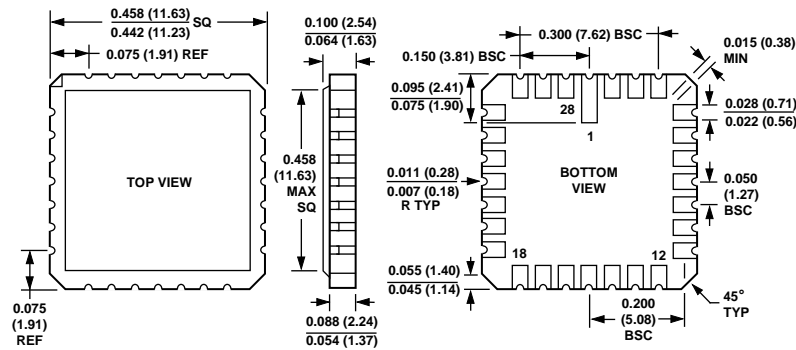 0.458 (11.63)
0.442 (11.23)
SQ
0.075 (1.91) REF
TOP VIEW
0.075
(1.91)
REF
0.100 (2.54)
0.064 (1.63)
0.458
(11.63)
MAX
SQ
0.088 (2.24)
0.054 (1.37)
0.300 (7.62) BSC
0.150 (3.81) BSC
0.015 (0.38)
MIN
0.095 (2.41)
0.075 (1.90)
28
1
0.028 (0.71)
0.022 (0.56)
0.011 (0.28)
0.007 (0.18)
R TYP
BOTTOM
VIEW
0.050
(1.27)
BSC
18
12
0.055 (1.40)
0.045 (1.14)
0.200
(5.08)
BSC
45°
TYP